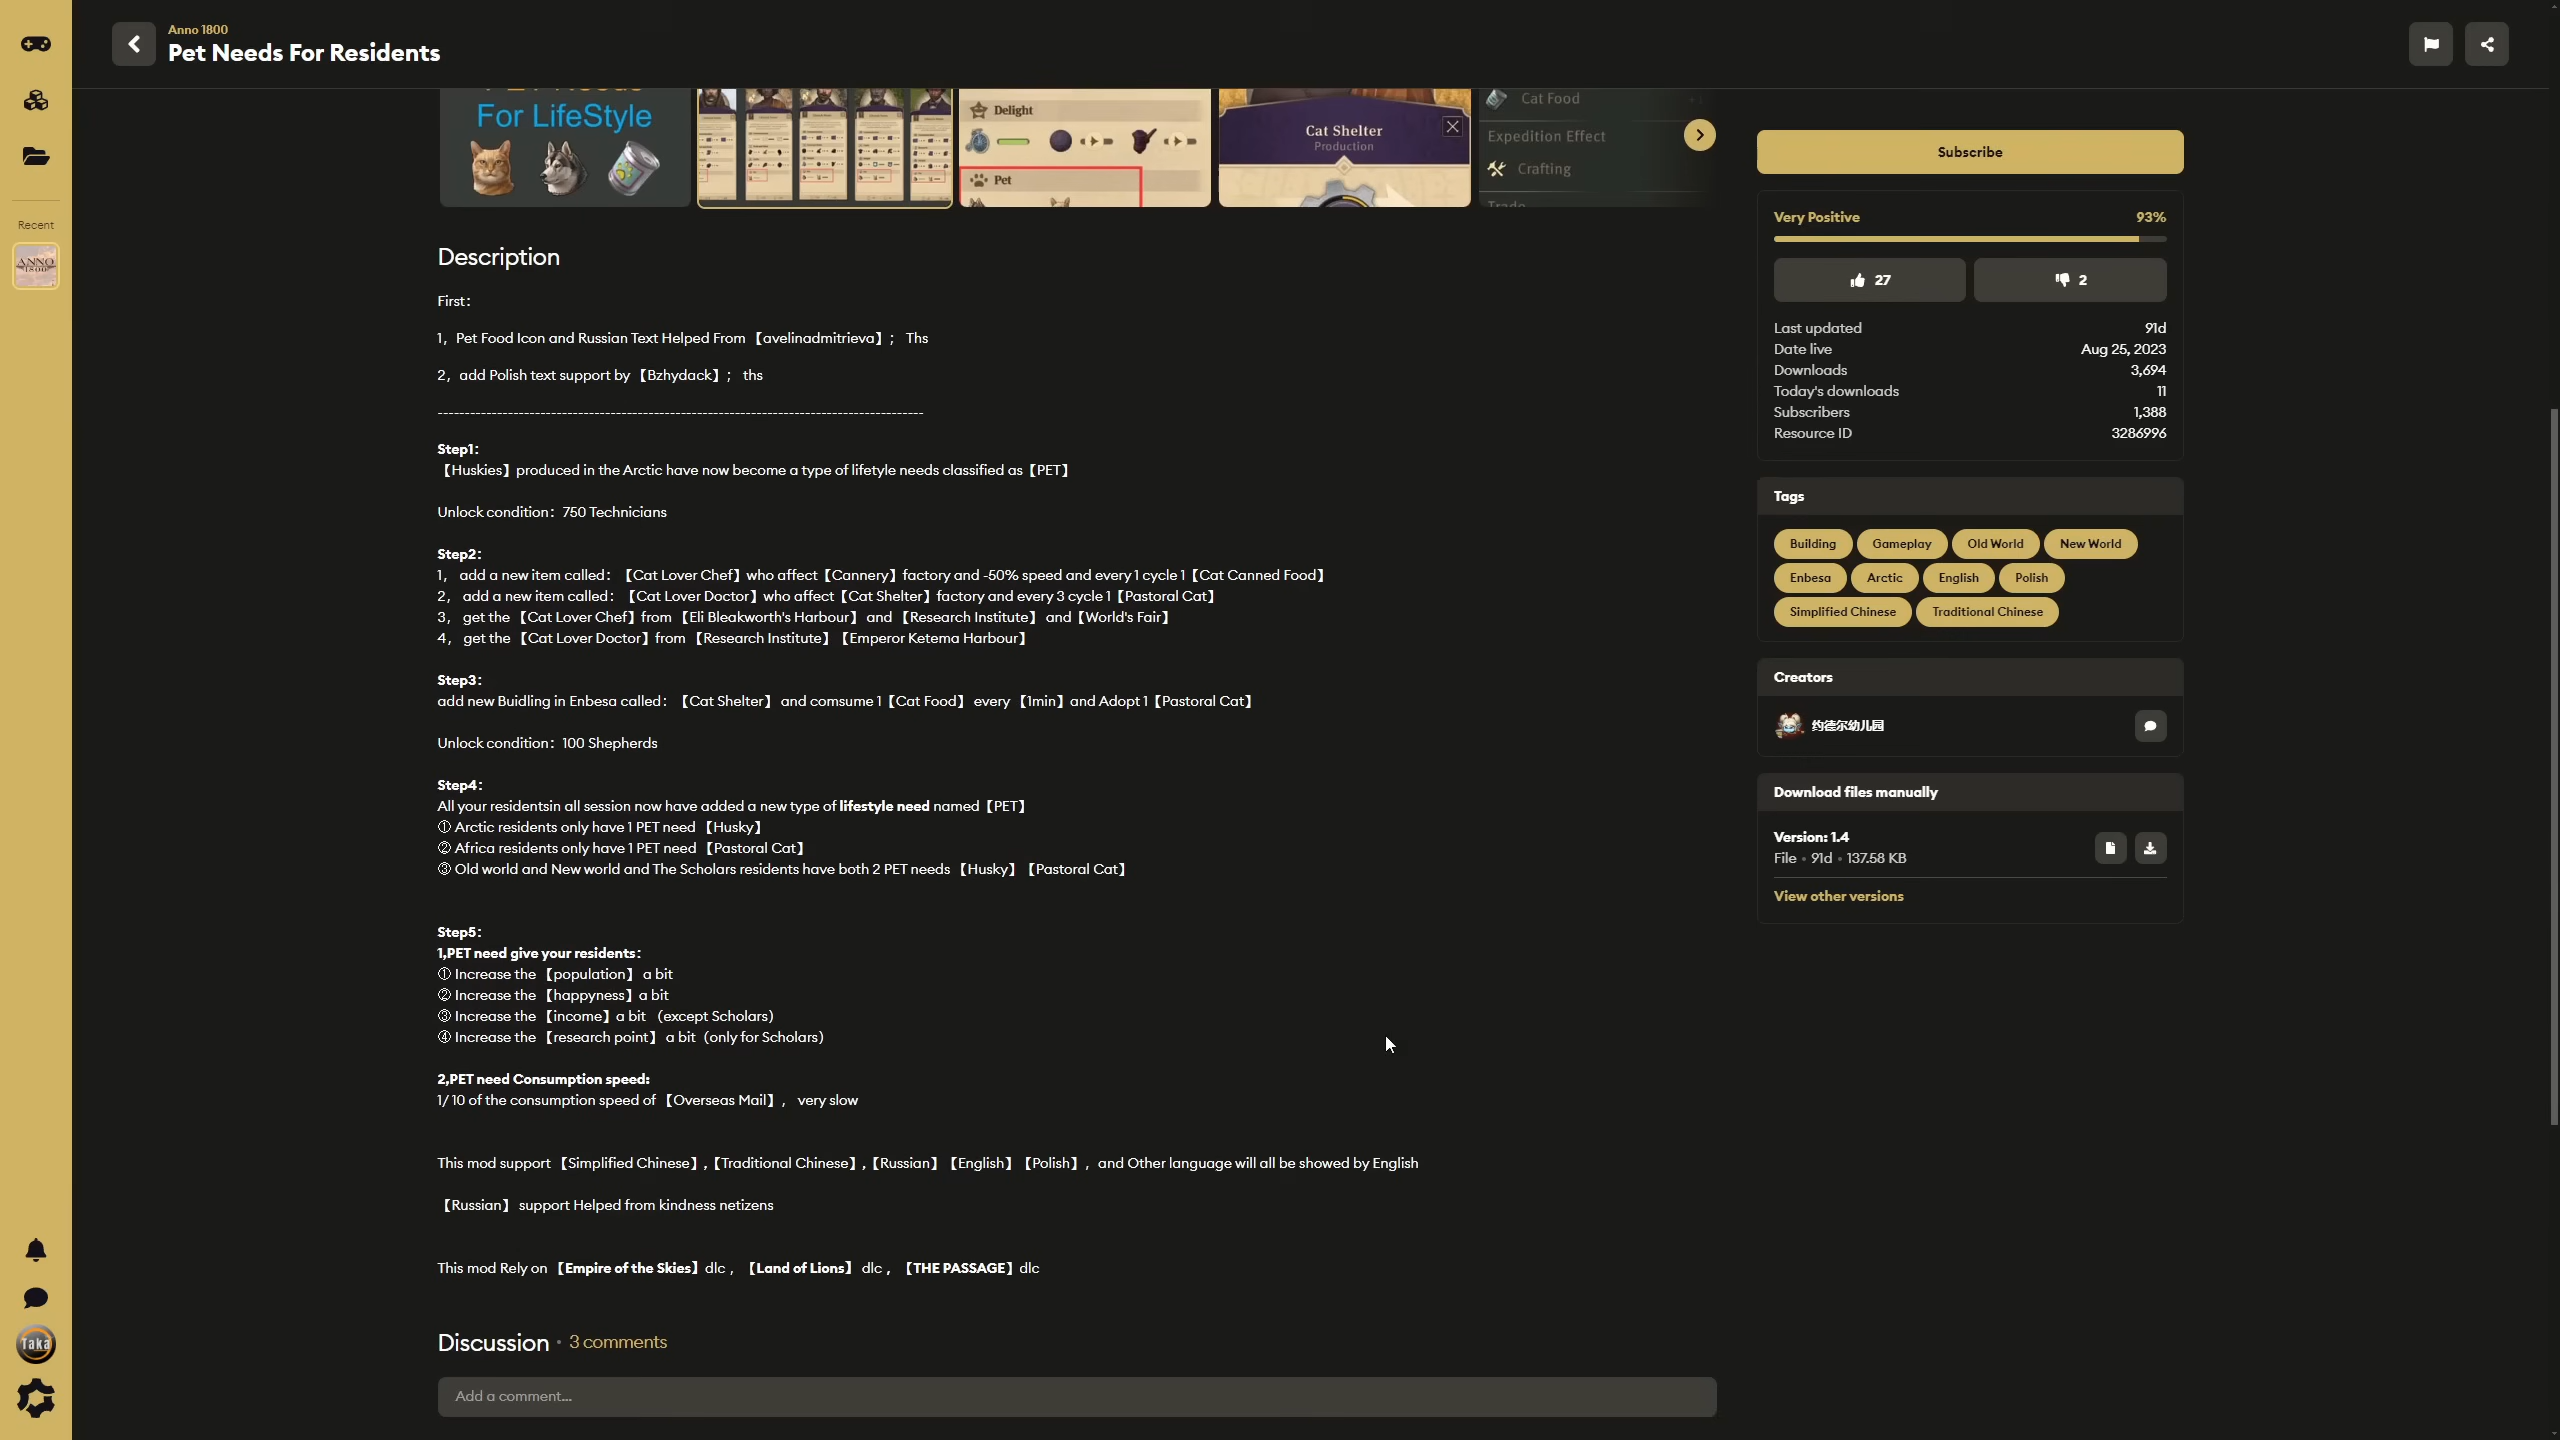 Anno 1800
Pet Needs For Residents
Recent
ANNO
1800
For LifeStyle
Delight
Pet
Cat Shelter
Production
Cat Food
Expedition Effect
Crafting
Trade
Description
First：
1，Pet Food Icon and Russian Text Helped From【avelinadmitrieva】； Ths
2，add Polish text support by【Bzhydack】； ths
------------------------------------------------------------------------------------------
Step1：
【Huskies】produced in the Arctic have now become a type of lifetyle needs classified as【PET】
Unlock condition：750 Technicians
Step2：
1， add a new item called：【Cat Lover Chef】who affect【Cannery】factory and -50% speed and every 1 cycle 1【Cat Canned Food】
2， add a new item called：【Cat Lover Doctor】who affect【Cat Shelter】factory and every 3 cycle 1【Pastoral Cat】
3， get the【Cat Lover Chef】from【Eli Bleakworth's Harbour】 and【Research Institute】 and【World's Fair】
4， get the【Cat Lover Doctor】from【Research Institute】【Emperor Ketema Harbour】
Step3：
add new Buidling in Enbesa called：【Cat Shelter】 and comsume 1【Cat Food】 every 【1min】and Adopt 1【Pastoral Cat】
Unlock condition：100 Shepherds
Step4：
All your residentsin all session now have added a new type of lifestyle need named【PET】
① Arctic residents only have 1 PET need 【Husky】
② Africa residents only have 1 PET need 【Pastoral Cat】
③ Old world and New world and The Scholars residents have both 2 PET needs【Husky】【Pastoral Cat】
Step5：
1,PET need give your residents：
① Increase the 【population】 a bit
② Increase the 【happyness】a bit
③ Increase the 【income】a bit （except Scholars）
④ Increase the 【research point】 a bit（only for Scholars）
2,PET need Consumption speed:
1/10 of the consumption speed of 【Overseas Mail】， very slow
This mod support 【Simplified Chinese】,【Traditional Chinese】,【Russian】【English】【Polish】，and Other language will all be showed by English
【Russian】 support Helped from kindness netizens
This mod Rely on 【Empire of the Skies】dlc，【Land of Lions】 dlc，【THE PASSAGE】dlc
Discussion • 3 comments
Add a comment...
Subscribe
Very Positive 93%
27 2
Last updated 91d
Date live Aug 25, 2023
Downloads 3,694
Today's downloads 11
Subscribers 1,388
Resource ID 3286996
Tags
Building Gameplay Old World New World
Enbesa Arctic English Polish
Simplified Chinese Traditional Chinese
Creators
约德尔幼儿园
Download files manually
Version: 1.4
File • 91d • 137.58 KB
View other versions
Taka